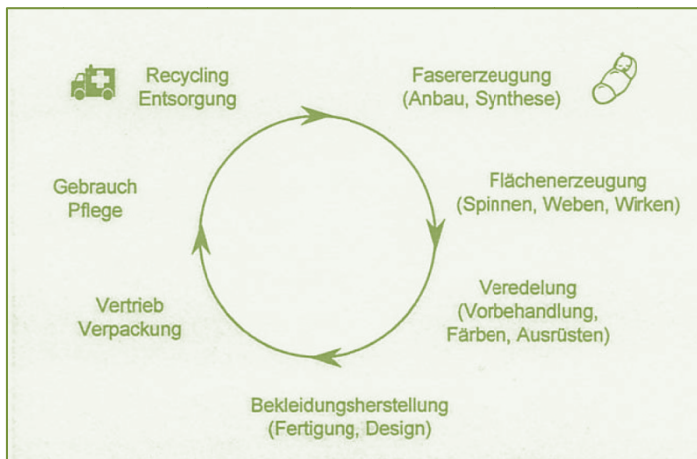 Recycling
Entsorgung
Fasererzeugung
(Anbau, Synthese)
Flächenerzeugung
(Spinnen, Weben, Wirken)
Veredelung
(Vorbehandlung,
Färben, Ausrüsten)
Bekleidungsherstellung
(Fertigung, Design)
Vertrieb
Verpackung
Gebrauch
Pflege